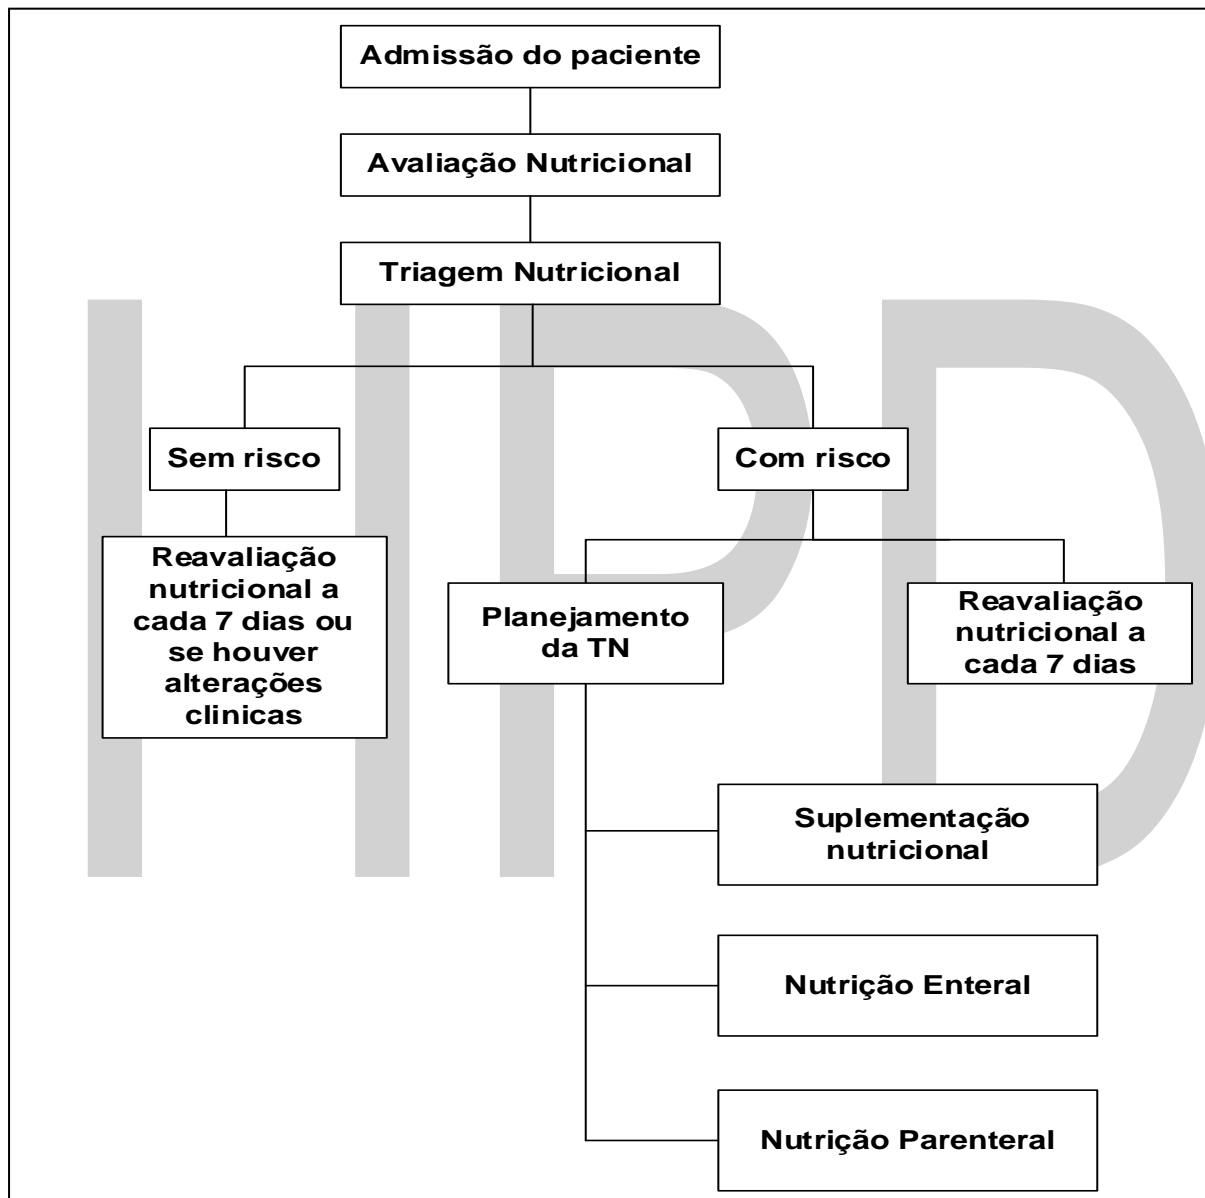 Admissão do paciente
Avaliação Nutricional
Triagem Nutricional
Sem risco
Com risco
Reavaliação
nutricional a
cada 7 dias ou
se houver
alterações
clinicas
Planejamento
da TN
Reavaliação
nutricional a
cada 7 dias
Suplementação
nutricional
Nutrição Enteral
Nutrição Parenteral
HPD